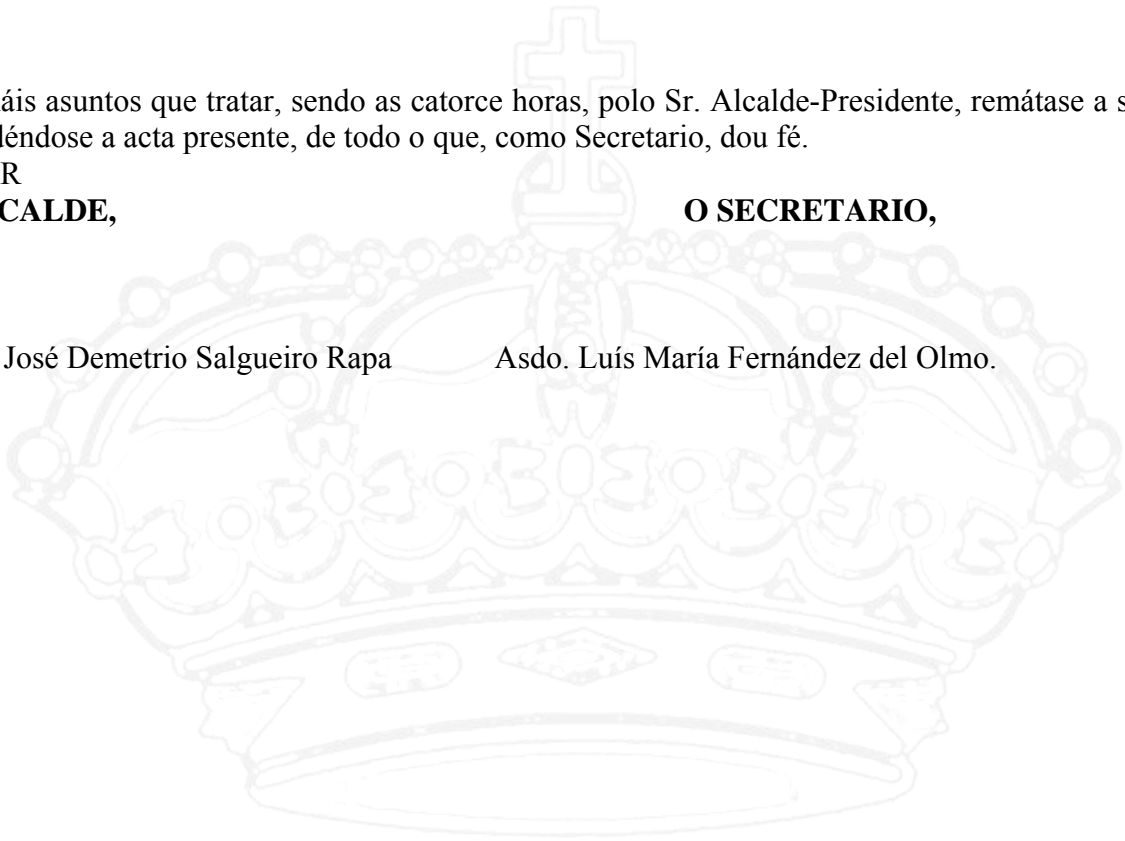 áis asuntos que tratar, sendo as catorce horas, polo Sr. Alcalde-Presidente, remátase a s
déndose a acta presente, de todo o que, como Secretario, dou fé.
R
CALDE, O SECRETARIO,
José Demetrio Salgueiro Rapa Asdo. Luís María Fernández del Olmo.